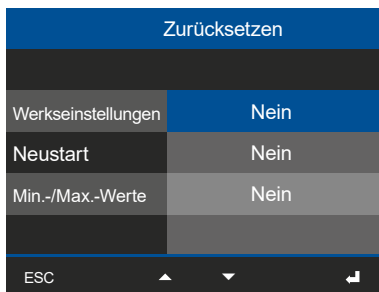 Zurücksetzen
Werkseinstellungen Nein
Neustart Nein
Min.-/Max.-Werte Nein
ESC